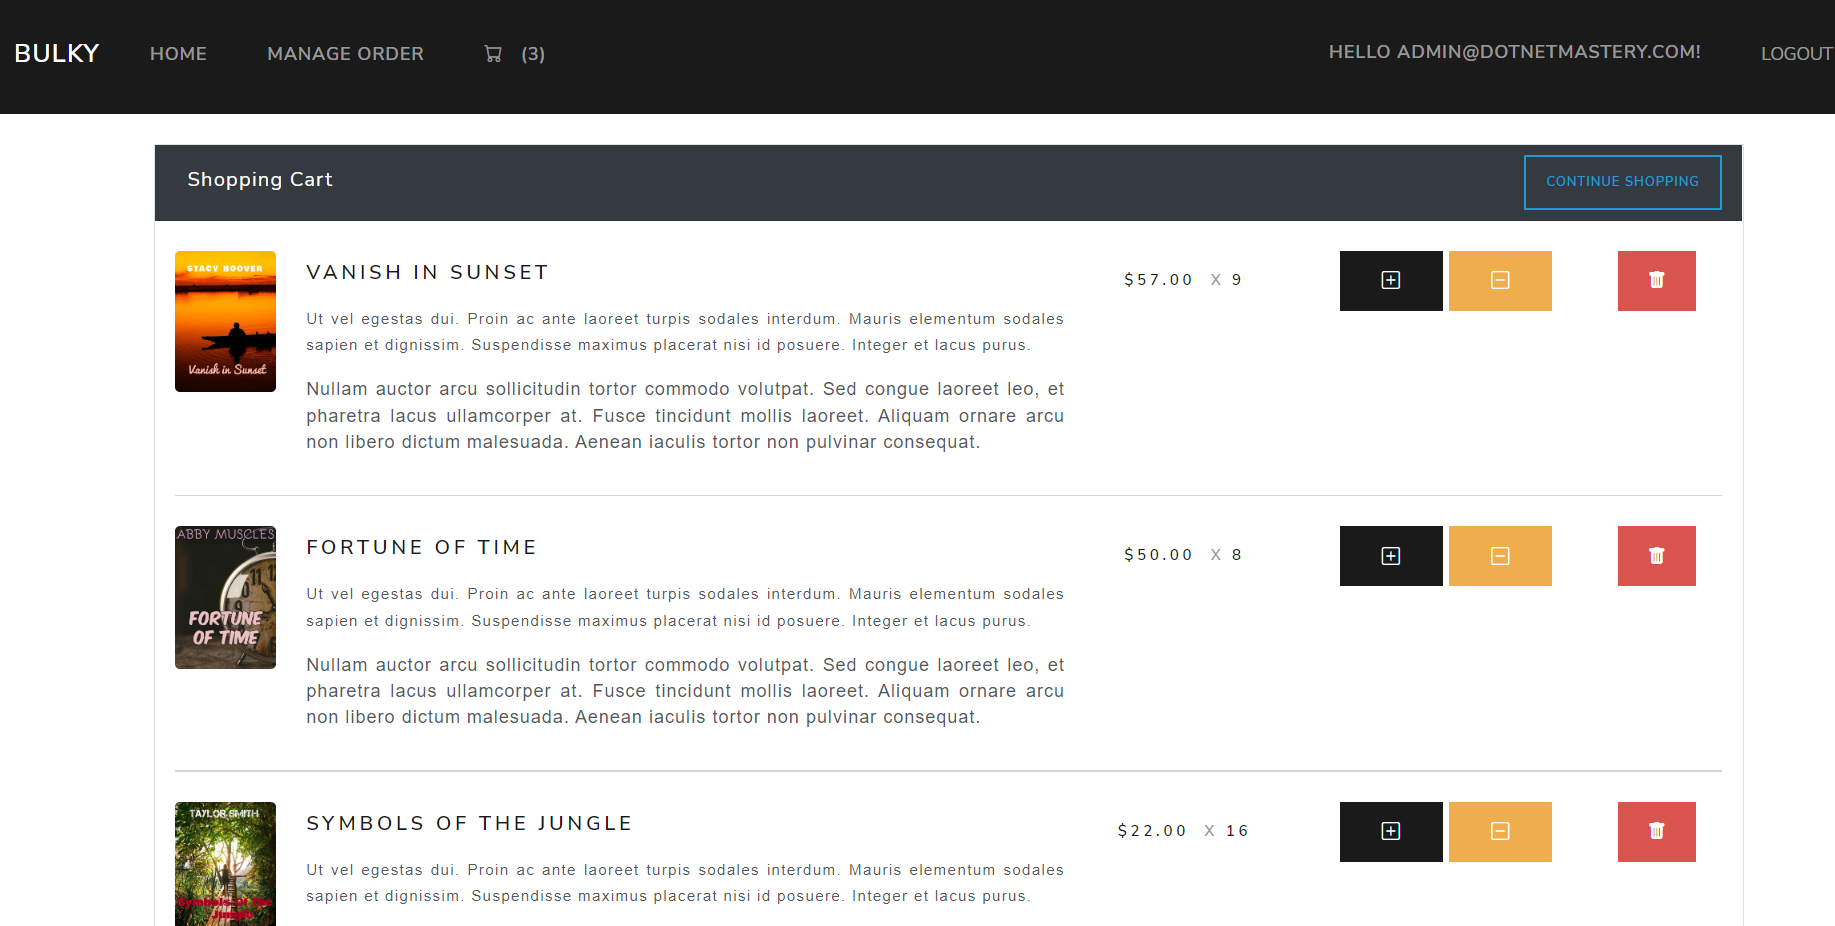 BULKY HOME MANAGE ORDER (3) HELLO ADMIN@DOTNETMASTERY.COM! LOGOUT
Shopping Cart CONTINUE SHOPPING
STACY HOOVER
Vanish in Sunset
VANISH IN SUNSET
$57.00 X 9
Ut vel egestas dui. Proin ac ante laoreet turpis sodales interdum. Mauris elementum sodales
sapien et dignissim. Suspendisse maximus placerat nisi id posuere. Integer et lacus purus.
Nullam auctor arcu sollicitudin tortor commodo volutpat. Sed congue laoreet leo, et
pharetra lacus ullamcorper at. Fusce tincidunt mollis laoreet. Aliquam ornare arcu
non libero dictum malesuada. Aenean iaculis tortor non pulvinar consequat.
ABBY MUSCLES
11 12
FORTUNE
OF TIME
FORTUNE OF TIME
$50.00 X 8
Ut vel egestas dui. Proin ac ante laoreet turpis sodales interdum. Mauris elementum sodales
sapien et dignissim. Suspendisse maximus placerat nisi id posuere. Integer et lacus purus.
Nullam auctor arcu sollicitudin tortor commodo volutpat. Sed congue laoreet leo, et
pharetra lacus ullamcorper at. Fusce tincidunt mollis laoreet. Aliquam ornare arcu
non libero dictum malesuada. Aenean iaculis tortor non pulvinar consequat.
TAYLOR SMITH
Symbols Of The
Jungle
SYMBOLS OF THE JUNGLE
$22.00 X 16
Ut vel egestas dui. Proin ac ante laoreet turpis sodales interdum. Mauris elementum sodales
sapien et dignissim. Suspendisse maximus placerat nisi id posuere. Integer et lacus purus.